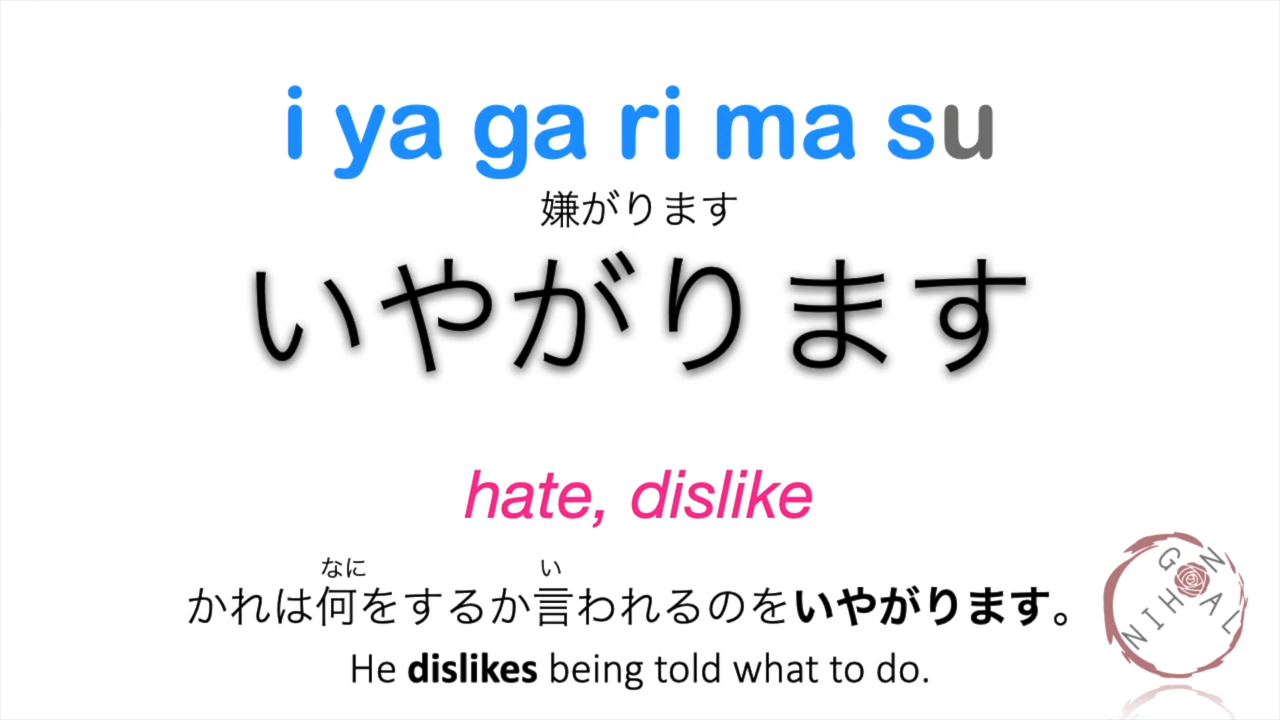 i ya ga ri ma su
嫌がります
いやがります
hate, dislike
なに い
かれは何をするか言われるのをいやがります。
He dislikes being told what to do.
NIHONGOAL